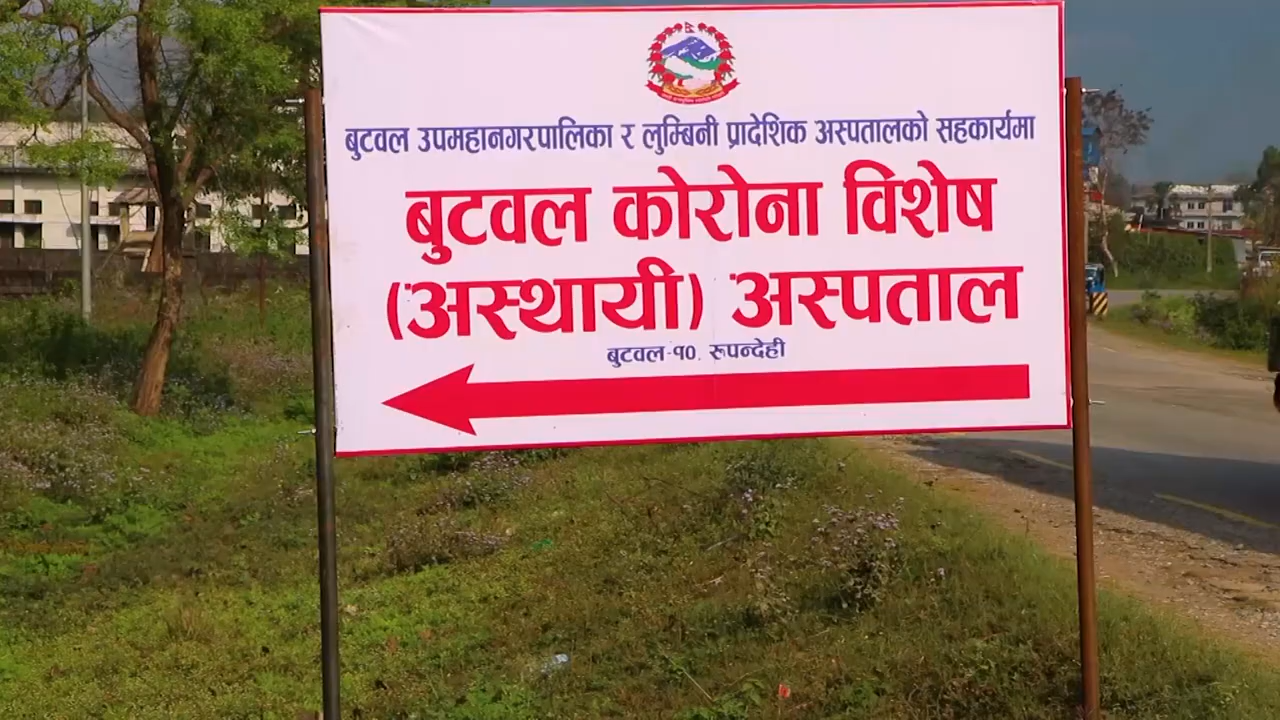 बुटवल उपमहानगरपालिका र लुम्बिनी प्रादेशिक अस्पतालको सहकार्यमा
बुटवल कोरोना विशेष
(अस्थायी) अस्पताल
बुटवल-१०, रुपन्देही